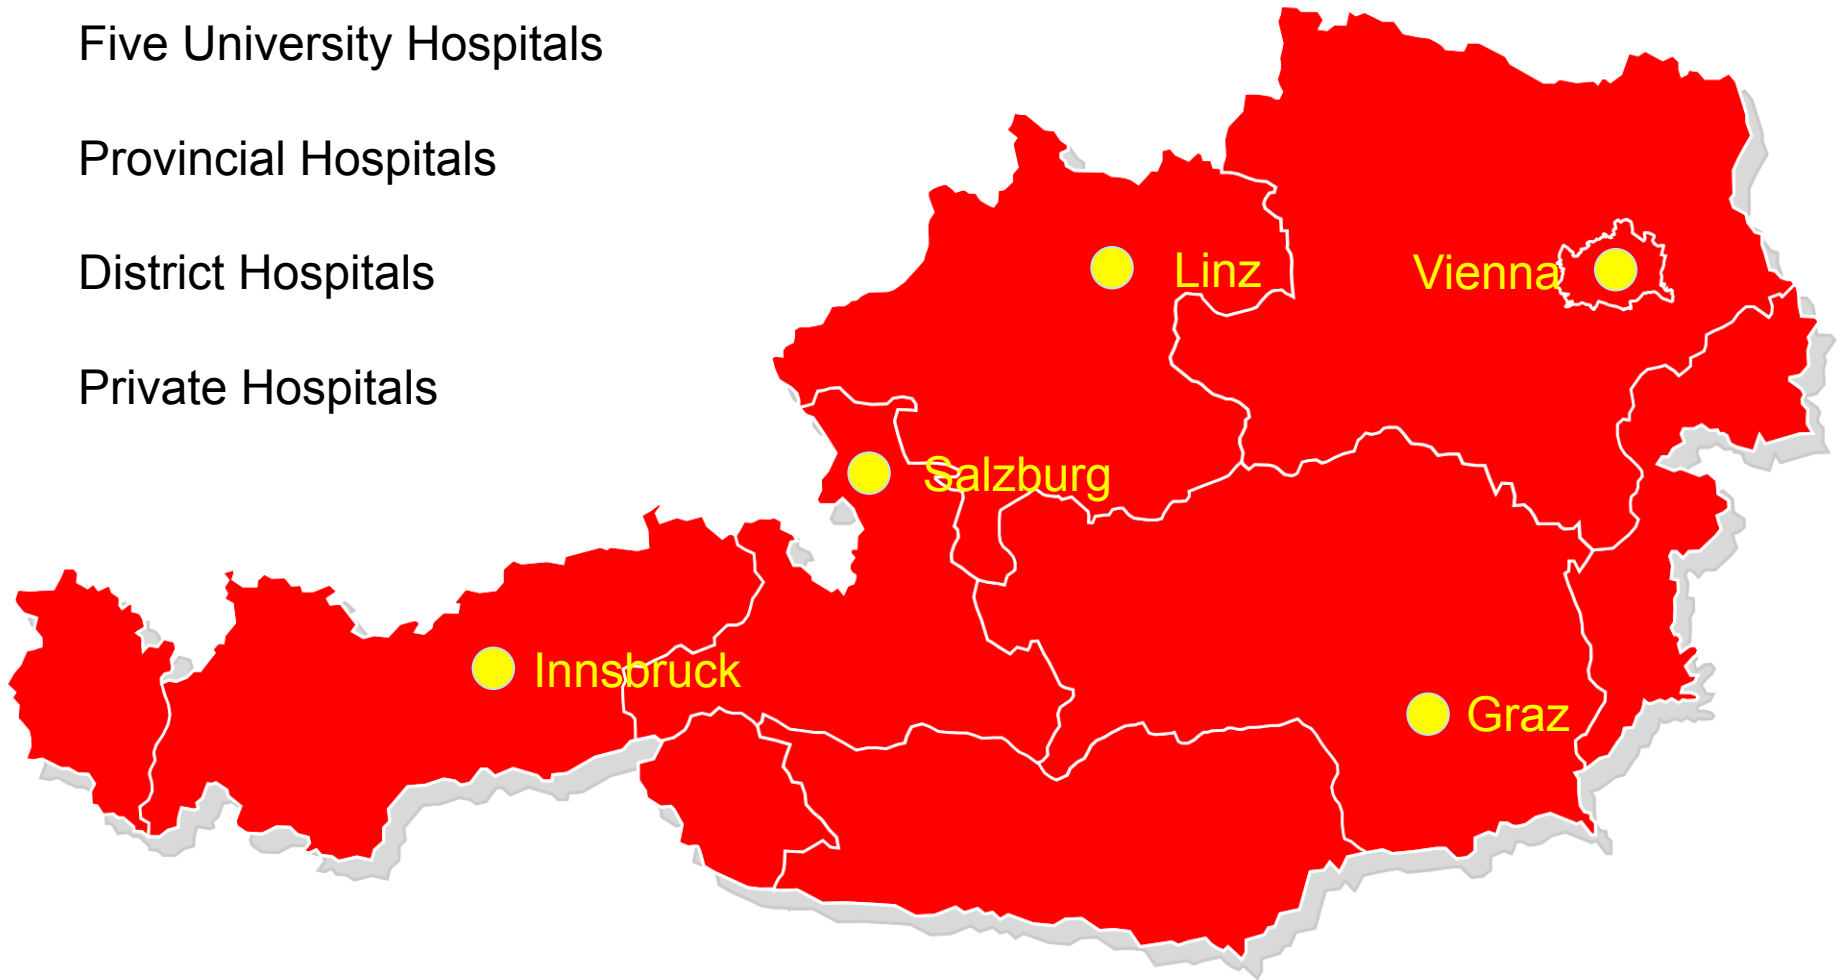 Five University Hospitals
Provincial Hospitals
District Hospitals
Private Hospitals
Linz
Vienna
Salzburg
Innsbruck
Graz